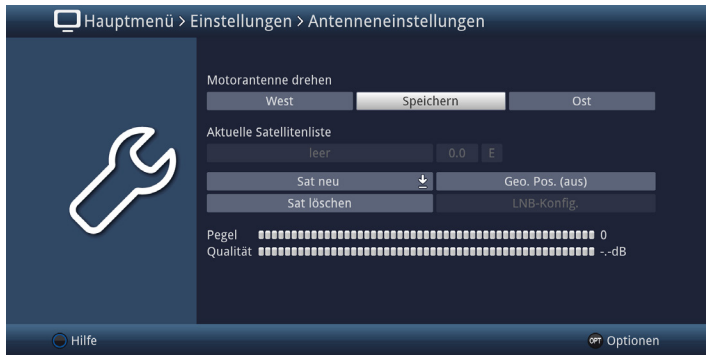 Hauptmenü > Einstellungen > Antenneneinstellungen
Motorantenne drehen
West Speichern Ost
Aktuelle Satellitenliste
leer 0.0 E
Sat neu Geo. Pos. (aus)
Sat löschen LNB-Konfig.
Pegel 0
Qualität -.-dB
Hilfe OPT Optionen